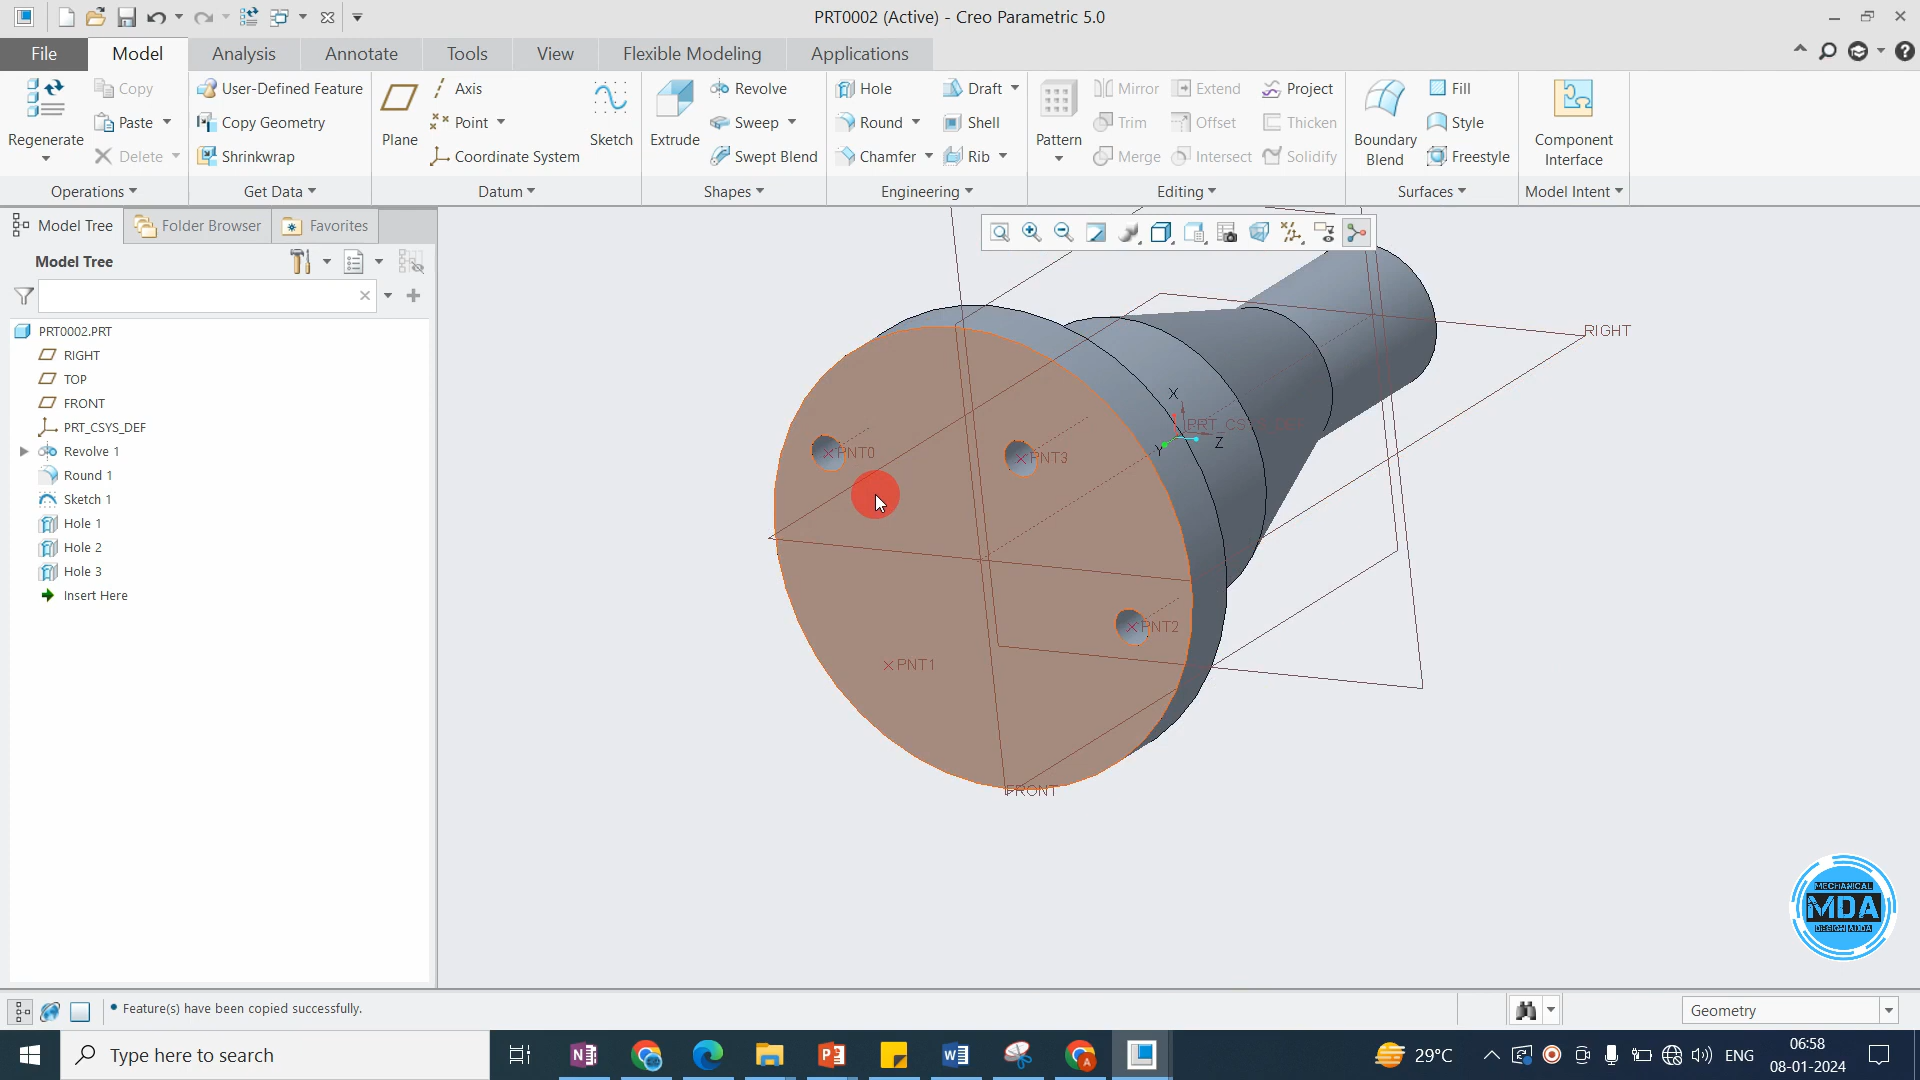 PRT0002 (Active) - Creo Parametric 5.0
File
Model
Analysis
Annotate
Tools
View
Flexible Modeling
Applications
Regenerate
Copy
Paste
Delete
Operations
User-Defined Feature
Copy Geometry
Shrinkwrap
Get Data
Plane
Axis
Point
Coordinate System
Sketch
Datum
Extrude
Revolve
Sweep
Swept Blend
Shapes
Hole
Round
Chamfer
Draft
Shell
Rib
Engineering
Pattern
Mirror
Trim
Merge
Extend
Offset
Intersect
Project
Thicken
Solidify
Editing
Boundary
Blend
Fill
Style
Freestyle
Surfaces
Component
Interface
Model Intent
Model Tree
Folder Browser
Favorites
Model Tree
PRT0002.PRT
RIGHT
TOP
FRONT
PRT_CSYS_DEF
Revolve 1
Round 1
Sketch 1
Hole 1
Hole 2
Hole 3
Insert Here
RIGHT
X
PRT_CSYS_DEF
Y
Z
PNT0
PNT3
PNT2
PNT1
FRONT
MECHANICAL
MDA
Feature(s) have been copied successfully.
Geometry
Type here to search
29°C
ENG
06:58
08-01-2024